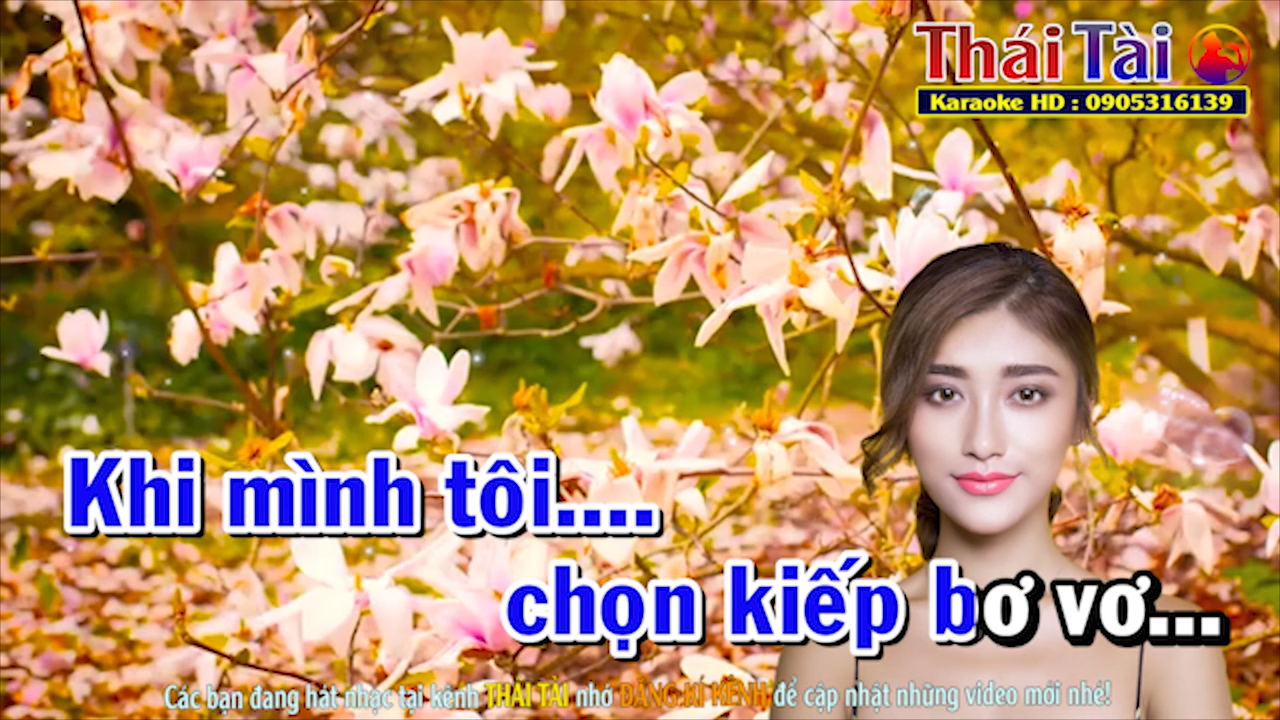 Thái Tài
Karaoke HD : 0905316139
Khi mình tôi....
chọn kiếp bơ vơ...
Các bạn đang hát nhạc tại kênh THÁI TÀI nhớ ĐĂNG KÍ KÊNH để cập nhật những video mới nhé!